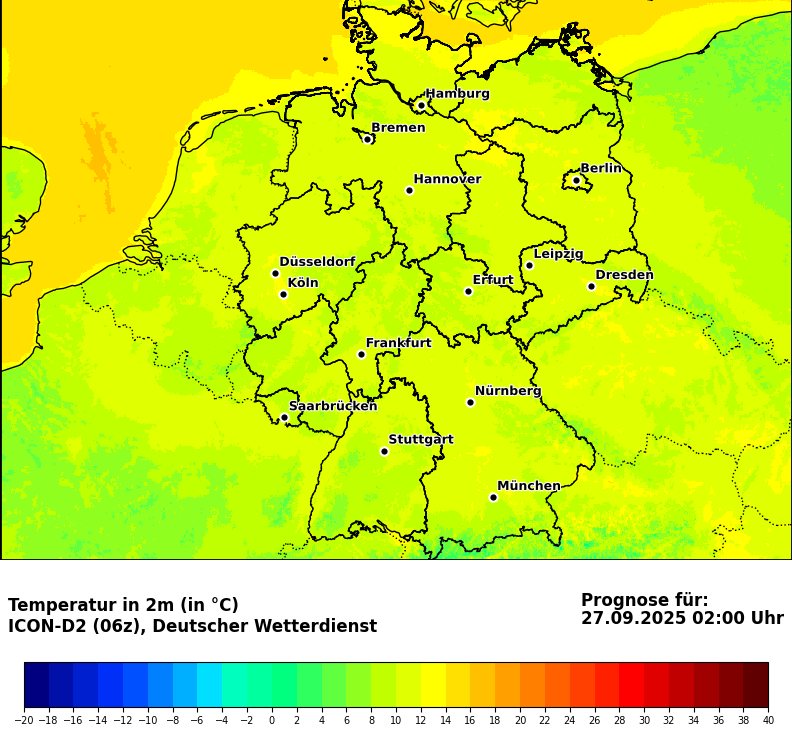 Hamburg
Bremen
Berlin
Hannover
Leipzig
Düsseldorf
Dresden
Köln
Erfurt
Frankfurt
Nürnberg
Saarbrücken
Stuttgart
München
Temperatur in 2m (in °C)
ICON-D2 (06z), Deutscher Wetterdienst
Prognose für:
27.09.2025 02:00 Uhr
−20 −18 −16 −14 −12 −10 −8 −6 −4 −2 0 2 4 6 8 10 12 14 16 18 20 22 24 26 28 30 32 34 36 38 40